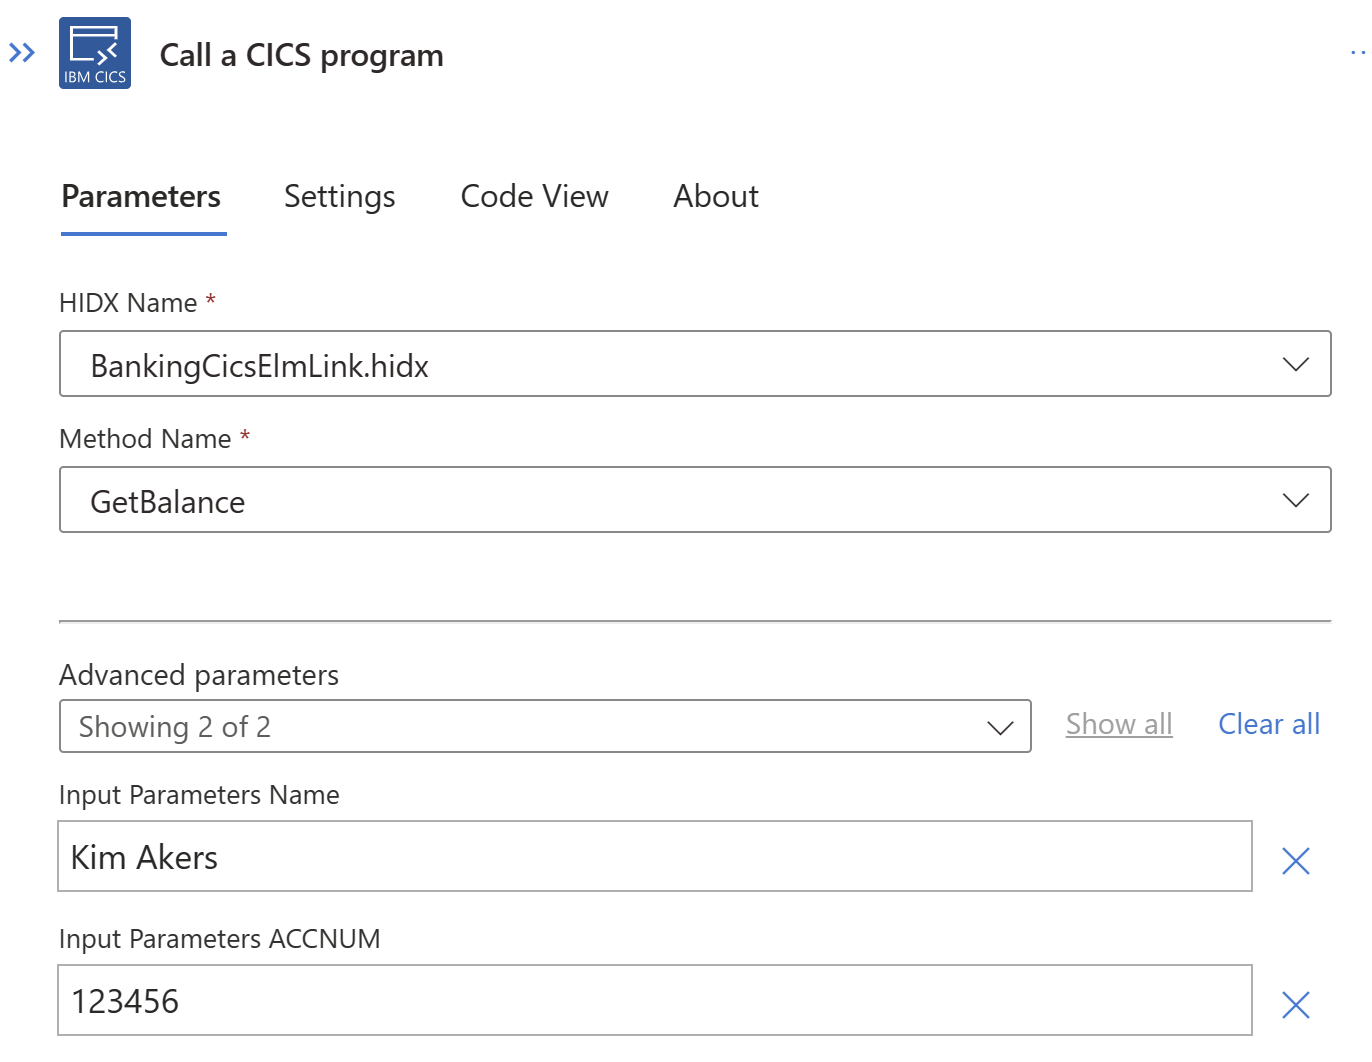 IBM CICS
Call a CICS program
Parameters Settings Code View About
HIDX Name *
BankingCicsElmLink.hidx
Method Name *
GetBalance
Advanced parameters
Showing 2 of 2 Show all Clear all
Input Parameters Name
Kim Akers
Input Parameters ACCNUM
123456